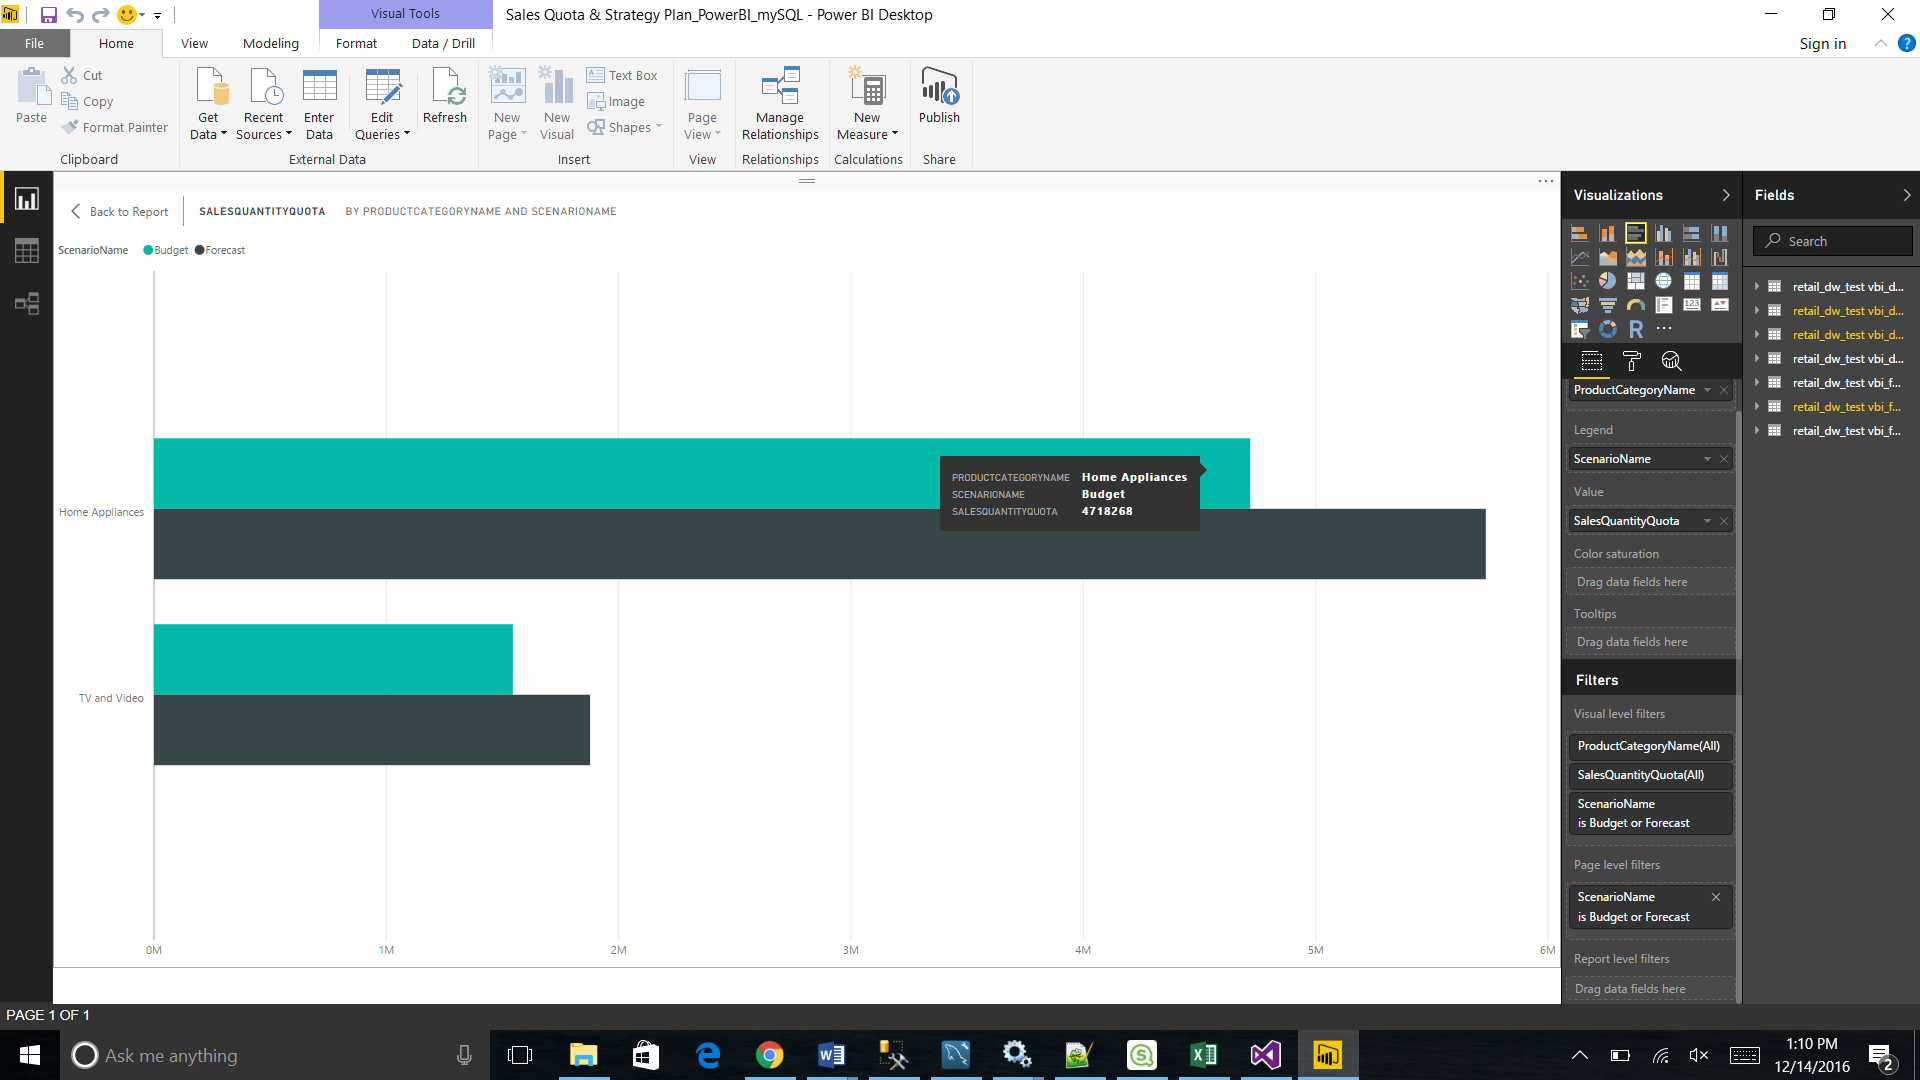 Visual Tools
Sales Quota & Strategy Plan_PowerBI_mySQL - Power BI Desktop
File
Home
View
Modeling
Format
Data / Drill
Sign in
?
Paste
Cut
Copy
Format Painter
Clipboard
Get
Data
Recent
Sources
Enter
Data
Edit
Queries
Refresh
External Data
New
Page
New
Visual
Text Box
Image
Shapes
Insert
Page
View
View
Manage
Relationships
Relationships
New
Measure
Calculations
Publish
Share
Back to Report
SALESQUANTITYQUOTA
BY PRODUCTCATEGORYNAME AND SCENARIONAME
ScenarioName Budget Forecast
Home Appliances
TV and Video
PRODUCTCATEGORYNAME Home Appliances
SCENARIONAME Budget
SALESQUANTITYQUOTA 4718268
0M 1M 2M 3M 4M 5M 6M
Visualizations
123
R
ProductCategoryName
Legend
ScenarioName
Value
SalesQuantityQuota
Color saturation
Drag data fields here
Tooltips
Drag data fields here
Filters
Visual level filters
ProductCategoryName(All)
SalesQuantityQuota(All)
ScenarioName
is Budget or Forecast
Page level filters
ScenarioName
is Budget or Forecast
Report level filters
Drag data fields here
Fields
Search
retail_dw_test vbi_d...
retail_dw_test vbi_d...
retail_dw_test vbi_d...
retail_dw_test vbi_d...
retail_dw_test vbi_f...
retail_dw_test vbi_f...
retail_dw_test vbi_f...
PAGE 1 OF 1
Ask me anything
1:10 PM
12/14/2016
2